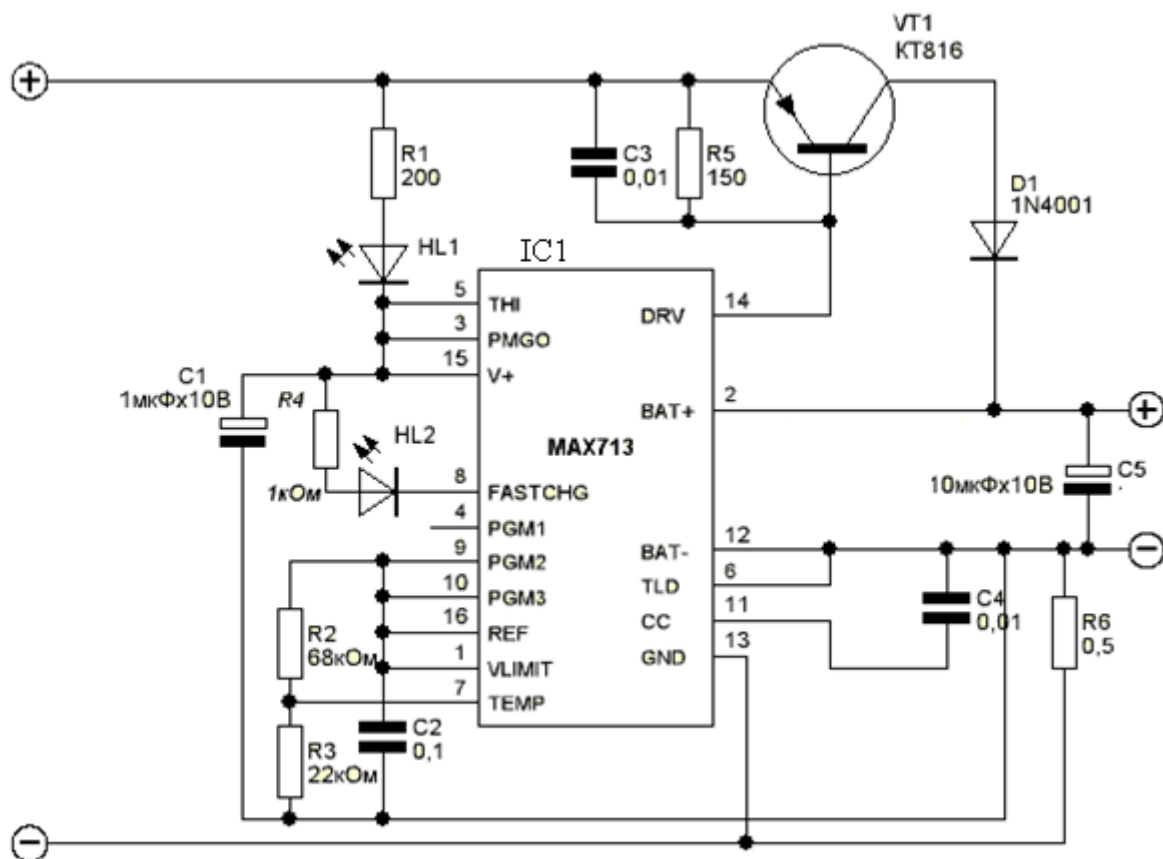 VT1
КТ816
+
R1
200
C3
0,01
R5
150
D1
1N4001
HL1
IC1
5
THI
3
PMGO
15
V+
14
DRV
2
BAT+
+
C1
1мкФх10В
R4
HL2
1кОм
MAX713
8
FASTCHG
4
PGM1
9
PGM2
10
PGM3
16
REF
1
VLIMIT
7
TEMP
C5
10мкФх10В
12
BAT-
6
TLD
11
CC
13
GND
−
C4
0,01
R6
0,5
R2
68кОм
C2
0,1
R3
22кОм
−